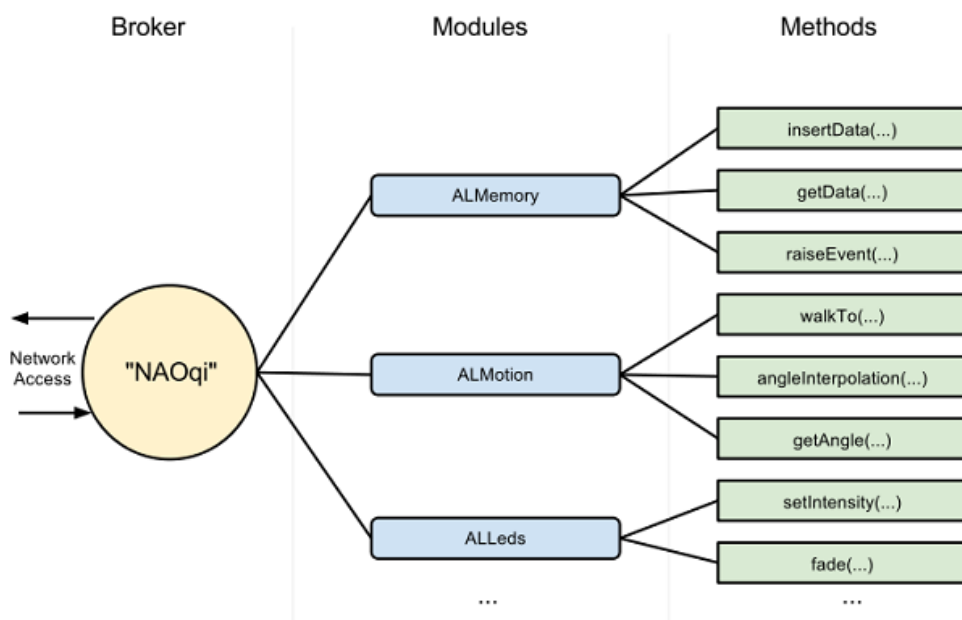 Broker
Modules
Methods
Network
Access
"NAOqi"
ALMemory
insertData(...)
getData(...)
raiseEvent(...)
ALMotion
walkTo(...)
angleInterpolation(...)
getAngle(...)
ALLeds
setIntensity(...)
fade(...)
...
...